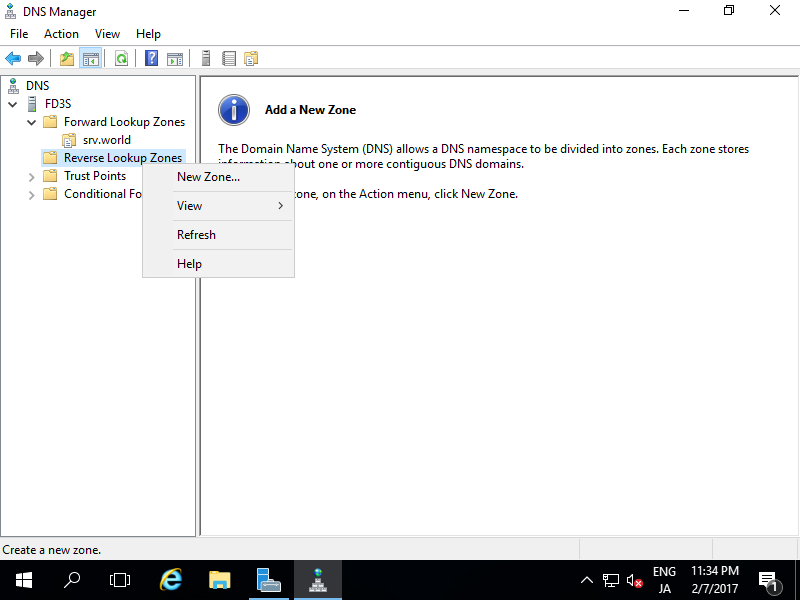 DNS Manager
File Action View Help
DNS
FD3S
Forward Lookup Zones
srv.world
Reverse Lookup Zones
Trust Points
Conditional Fo
New Zone...
View
Refresh
Help
Add a New Zone
The Domain Name System (DNS) allows a DNS namespace to be divided into zones. Each zone stores
information about one or more contiguous DNS domains.
zone, on the Action menu, click New Zone.
Create a new zone.
ENG
JA
11:34 PM
2/7/2017
1